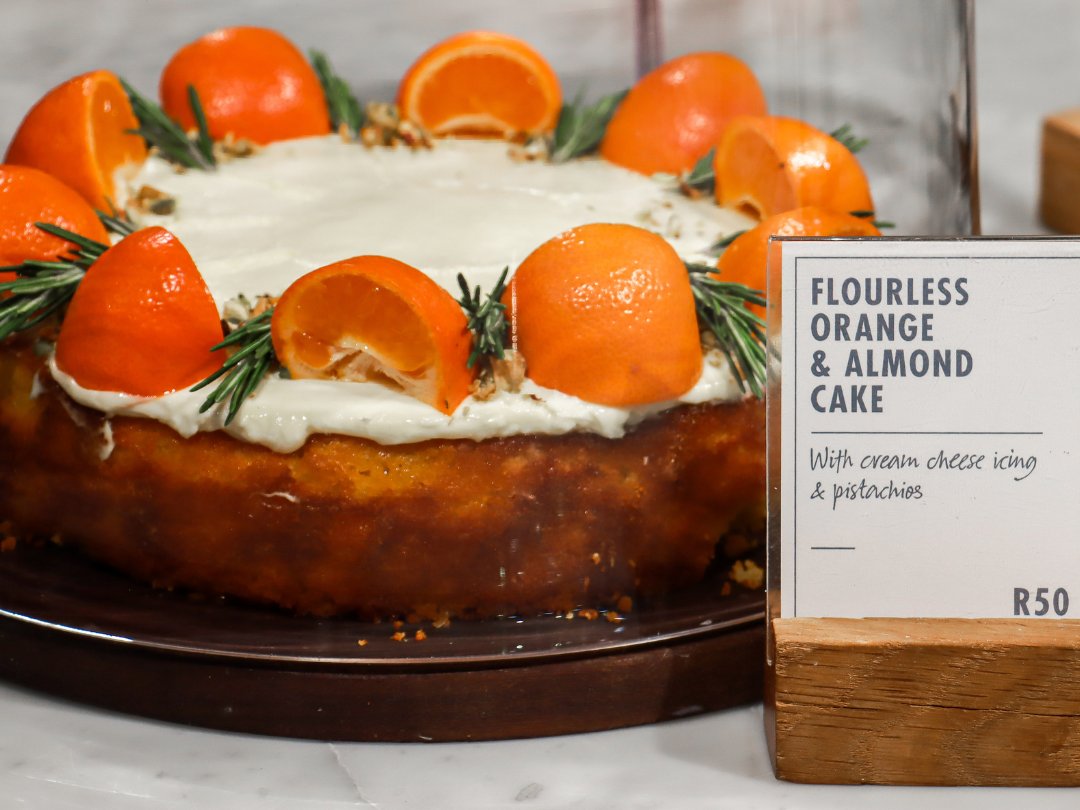 FLOURLESS
ORANGE
& ALMOND
CAKE
With cream cheese icing
& pistachios
R50